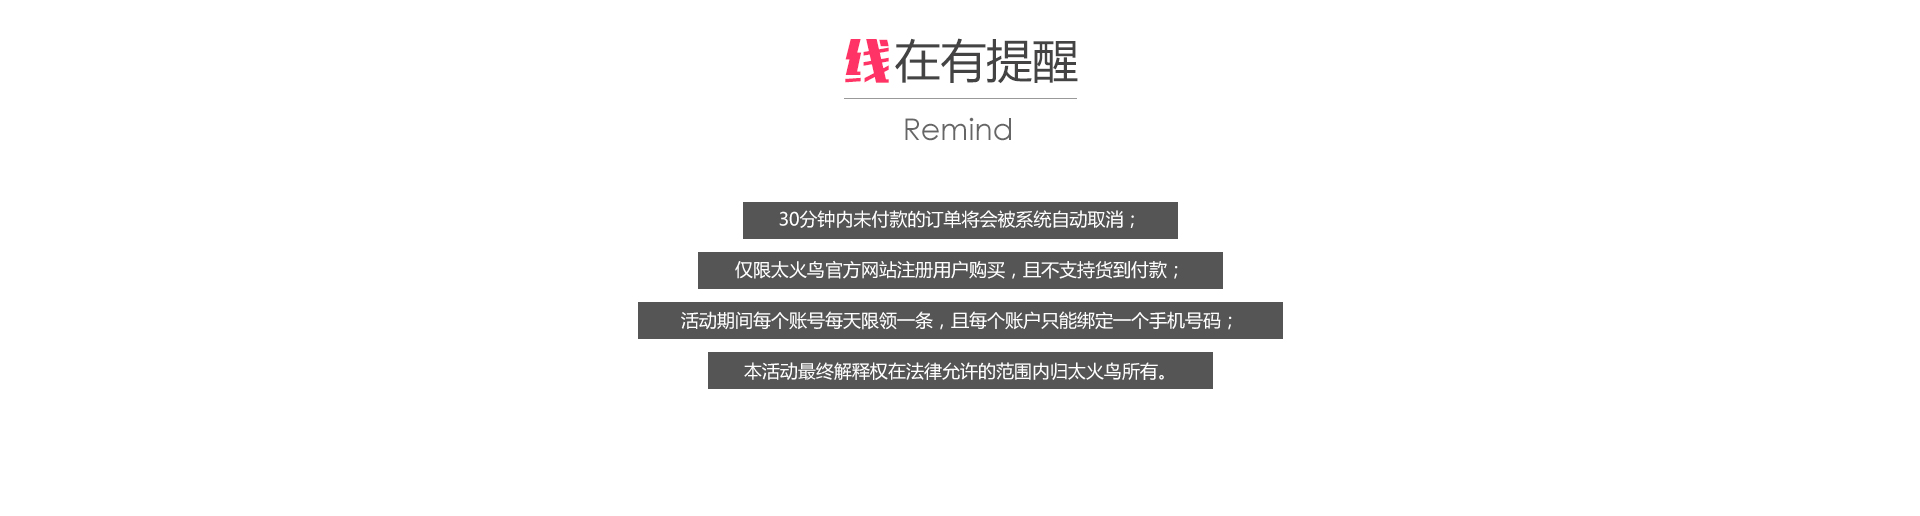 线在有提醒
Remind
30分钟内未付款的订单将会被系统自动取消；
仅限太火鸟官方网站注册用户购买，且不支持货到付款；
活动期间每个账号每天限领一条，且每个账户只能绑定一个手机号码；
本活动最终解释权在法律允许的范围内归太火鸟所有。